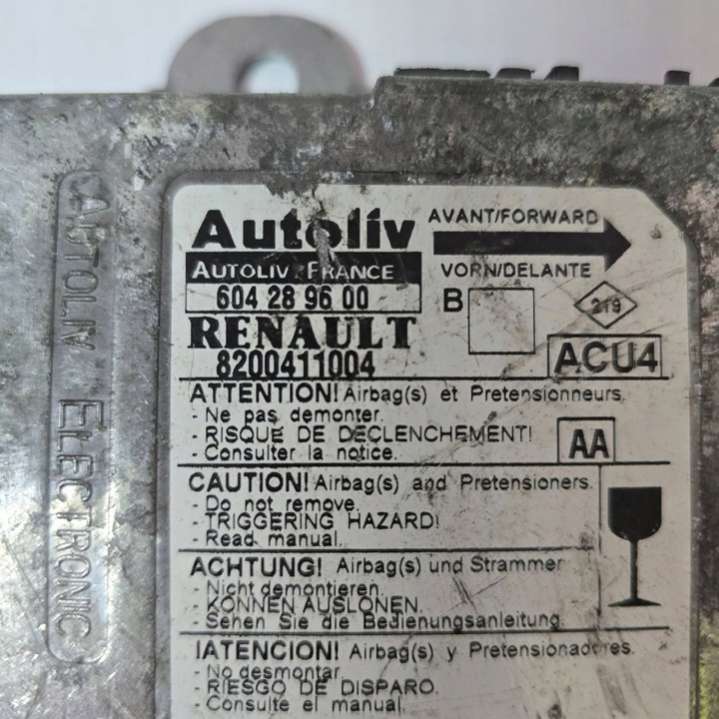 AUTOLIV ELECTRONIC
Autoliv
AVANT/FORWARD
AUTOLIV. FRANCE
VORN/DELANTE
604 28 96 00
B
219
RENAULT
8200411004
ACU4
ATTENTION! Airbag(s) et Pretensionneurs.
- Ne pas demonter.
- RISQUE DE DECLENCHEMENT!
- Consulter la notice.
AA
CAUTION! Airbag(s) and Pretensioners.
- Do not remove.
- TRIGGERING HAZARD!
- Read manual.
ACHTUNG! Airbag(s) und Strammer
- Nicht demontieren.
- KONNEN AUSLONEN.
- Sehen Sie die Bedienungsanleitung.
!ATENCION! Airbag(s) y Pretensionadores.
- No desmontar
- RIESGO DE DISPARO.
- Consulte el manual.